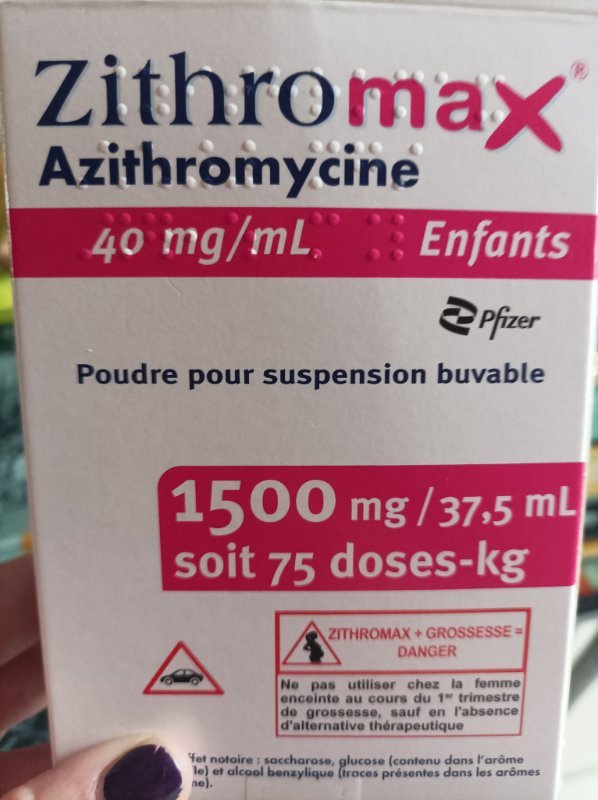 Zithromax®
Azithromycine
40 mg/mL Enfants
Pfizer
Poudre pour suspension buvable
1500 mg / 37,5 mL
soit 75 doses-kg
ZITHROMAX + GROSSESSE =
DANGER
Ne pas utiliser chez la femme
enceinte au cours du 1er trimestre
de grossesse, sauf en l'absence
d'alternative thérapeutique
notoire : saccharose, glucose (contenu dans l'arôme
et alcool benzylique (traces présentes dans les arômes